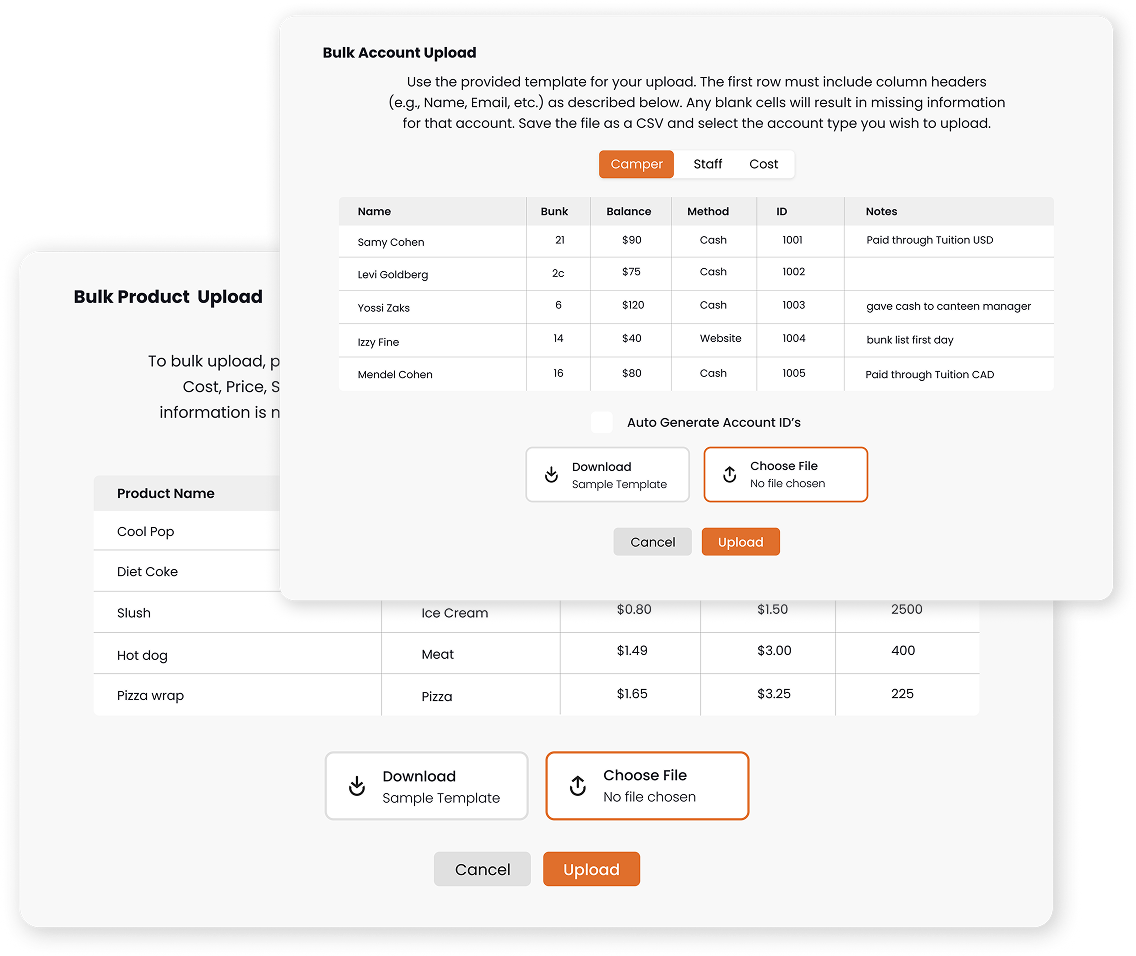 Bulk Account Upload
Use the provided template for your upload. The first row must include column headers
(e.g., Name, Email, etc.) as described below. Any blank cells will result in missing information
for that account. Save the file as a CSV and select the account type you wish to upload.
Camper Staff Cost
Name Bunk Balance Method ID Notes
Samy Cohen 21 $90 Cash 1001 Paid through Tuition USD
Levi Goldberg 2c $75 Cash 1002
Yossi Zaks 6 $120 Cash 1003 gave cash to canteen manager
Izzy Fine 14 $40 Website 1004 bunk list first day
Mendel Cohen 16 $80 Cash 1005 Paid through Tuition CAD
Auto Generate Account ID's
Download Choose File
Sample Template No file chosen
Cancel Upload
Bulk Product Upload
To bulk upload, p
Cost, Price, S
information is n
Product Name
Cool Pop
Diet Coke
Slush Ice Cream $0.80 $1.50 2500
Hot dog Meat $1.49 $3.00 400
Pizza wrap Pizza $1.65 $3.25 225
Download Choose File
Sample Template No file chosen
Cancel Upload